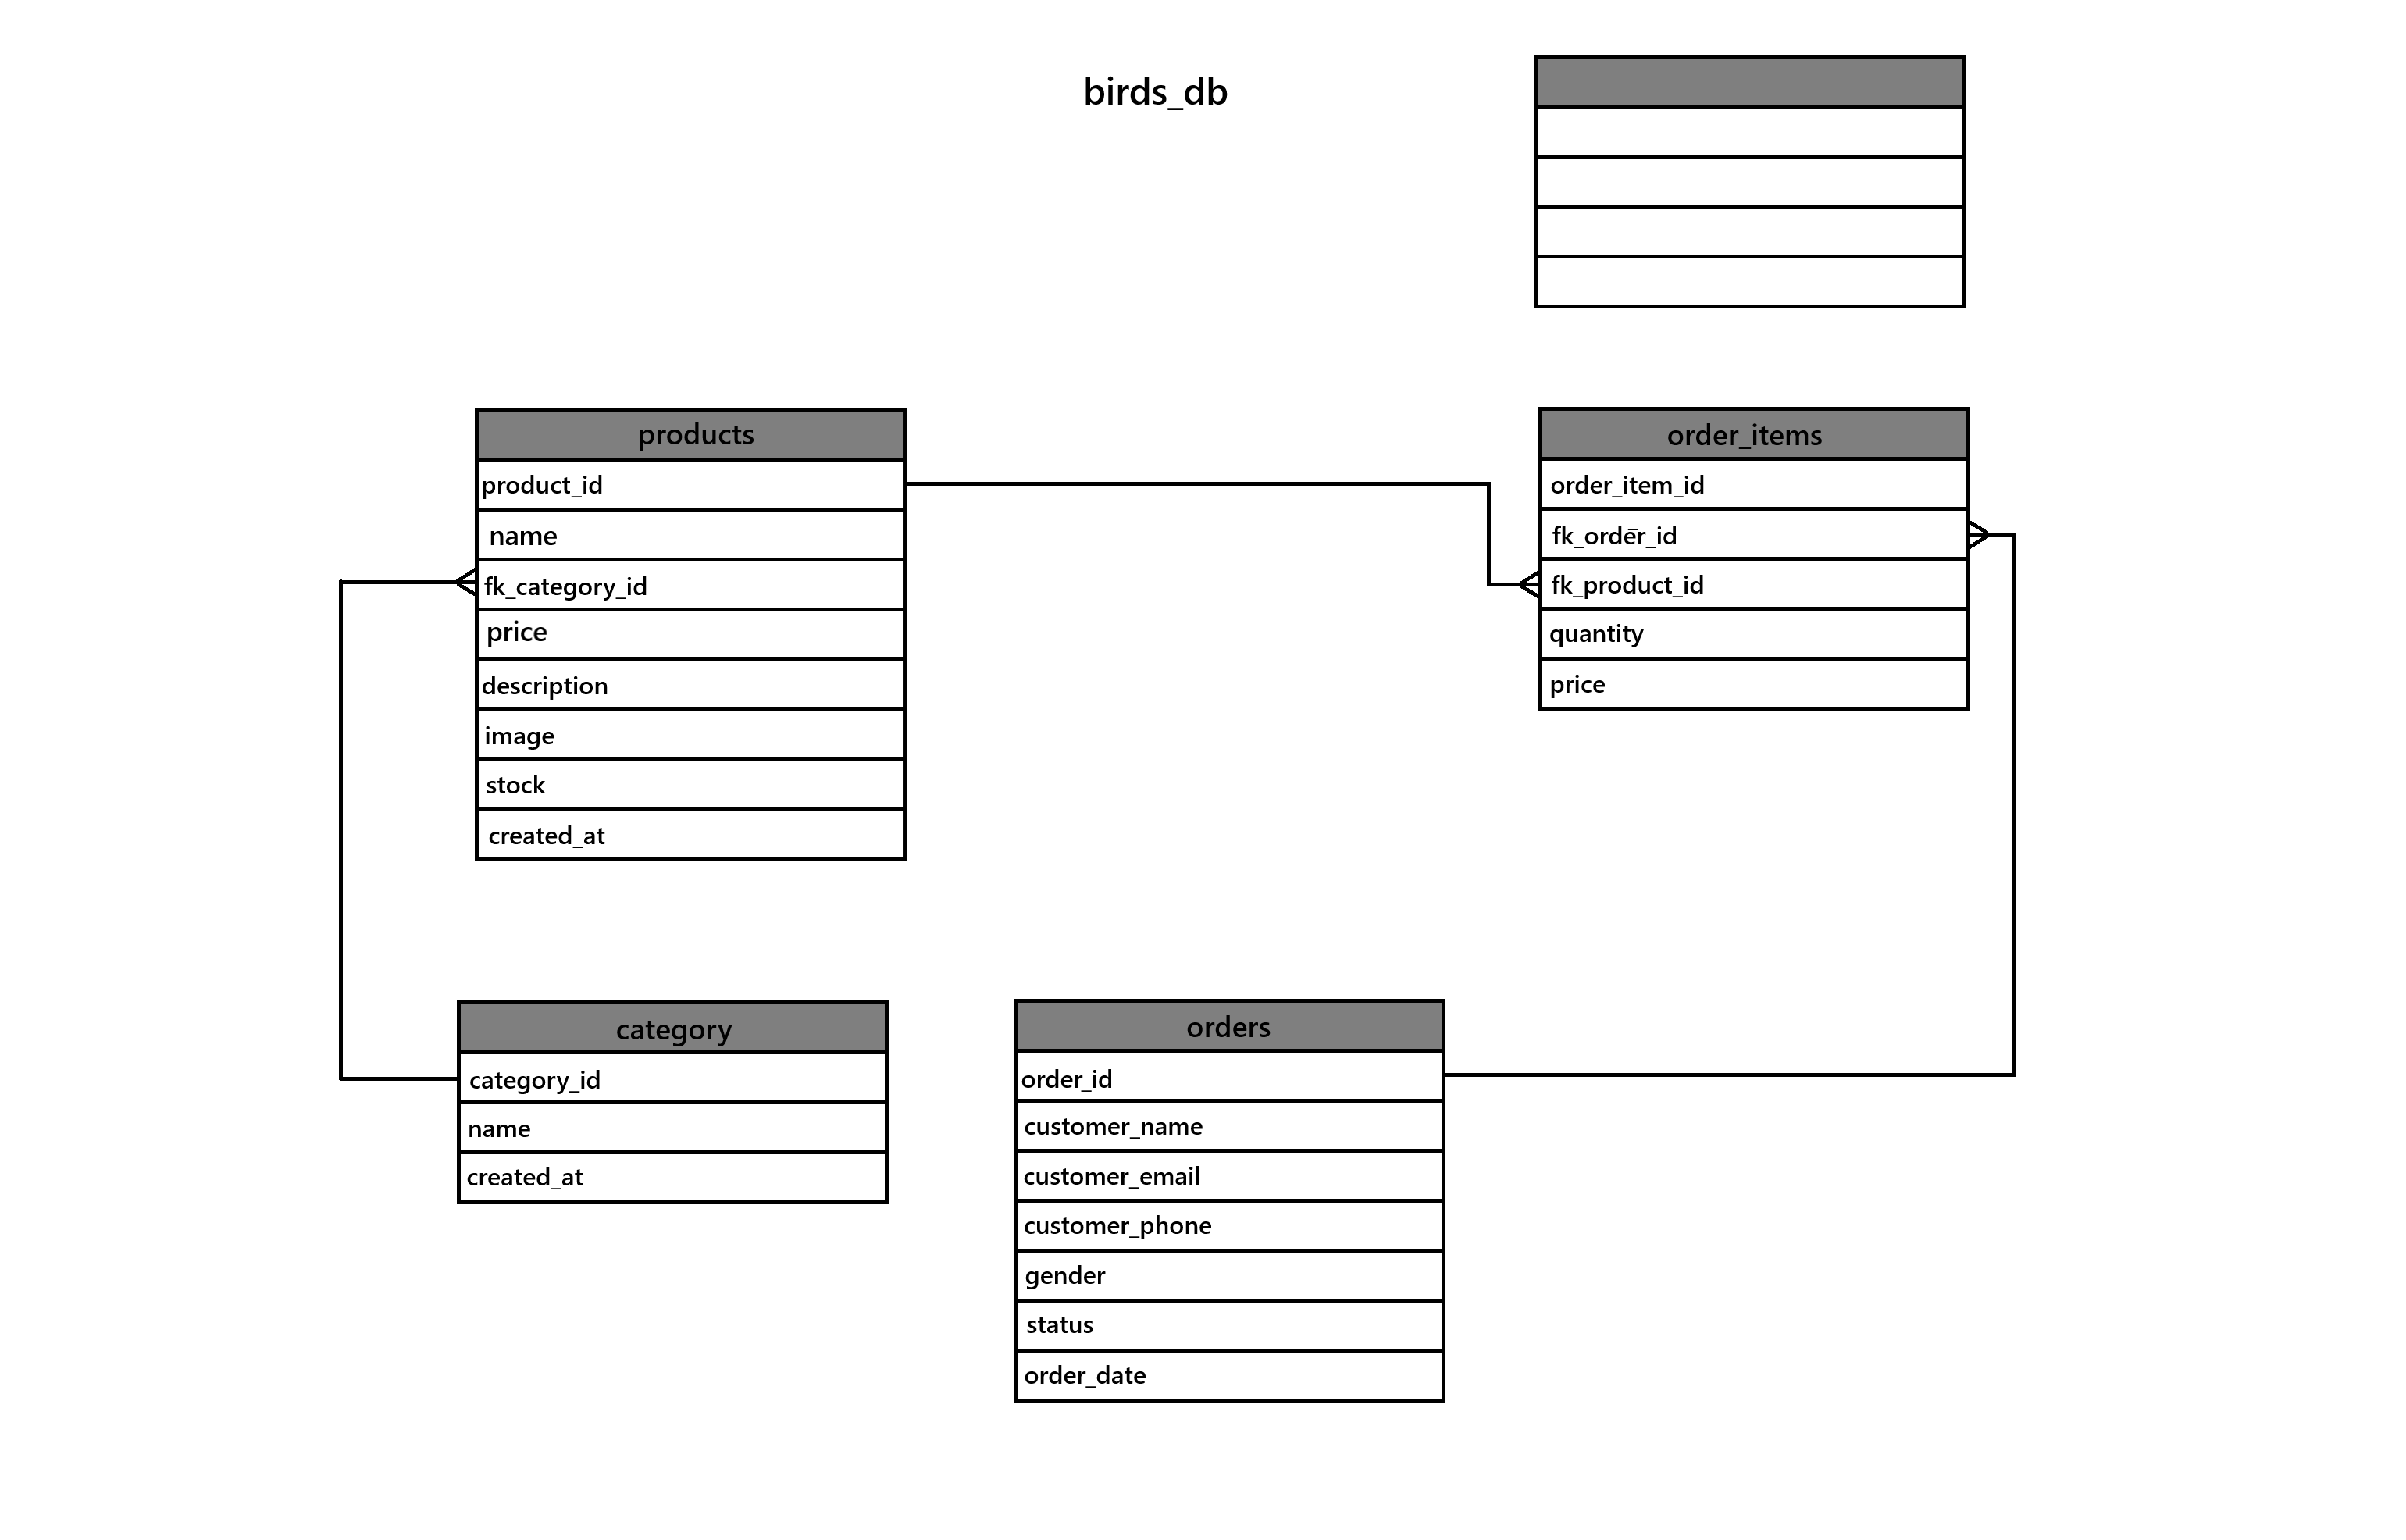 birds_db
products
product_id
name
fk_category_id
price
description
image
stock
created_at
order_items
order_item_id
fk_order_id
fk_product_id
quantity
price
category
category_id
name
created_at
orders
order_id
customer_name
customer_email
customer_phone
gender
status
order_date